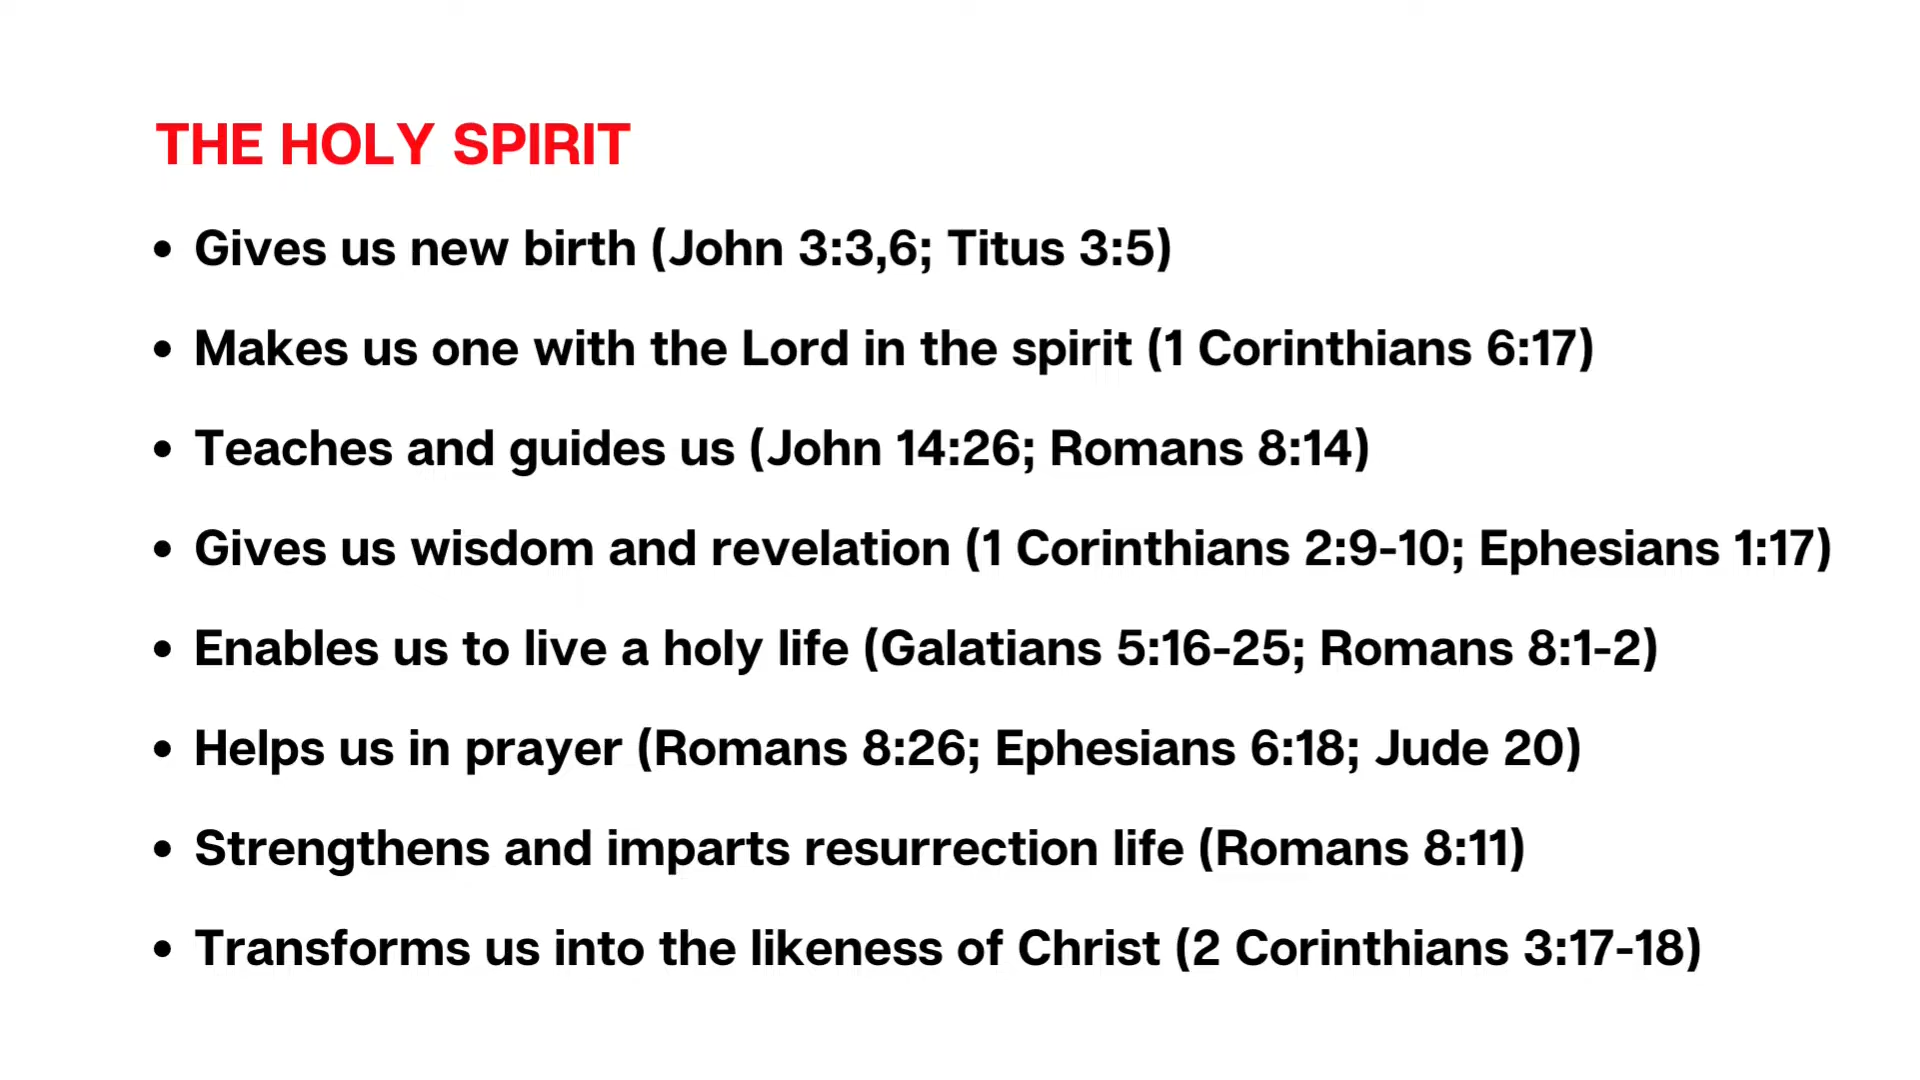 THE HOLY SPIRIT
• Gives us new birth (John 3:3,6; Titus 3:5)
• Makes us one with the Lord in the spirit (1 Corinthians 6:17)
• Teaches and guides us (John 14:26; Romans 8:14)
• Gives us wisdom and revelation (1 Corinthians 2:9-10; Ephesians 1:17)
• Enables us to live a holy life (Galatians 5:16-25; Romans 8:1-2)
• Helps us in prayer (Romans 8:26; Ephesians 6:18; Jude 20)
• Strengthens and imparts resurrection life (Romans 8:11)
• Transforms us into the likeness of Christ (2 Corinthians 3:17-18)